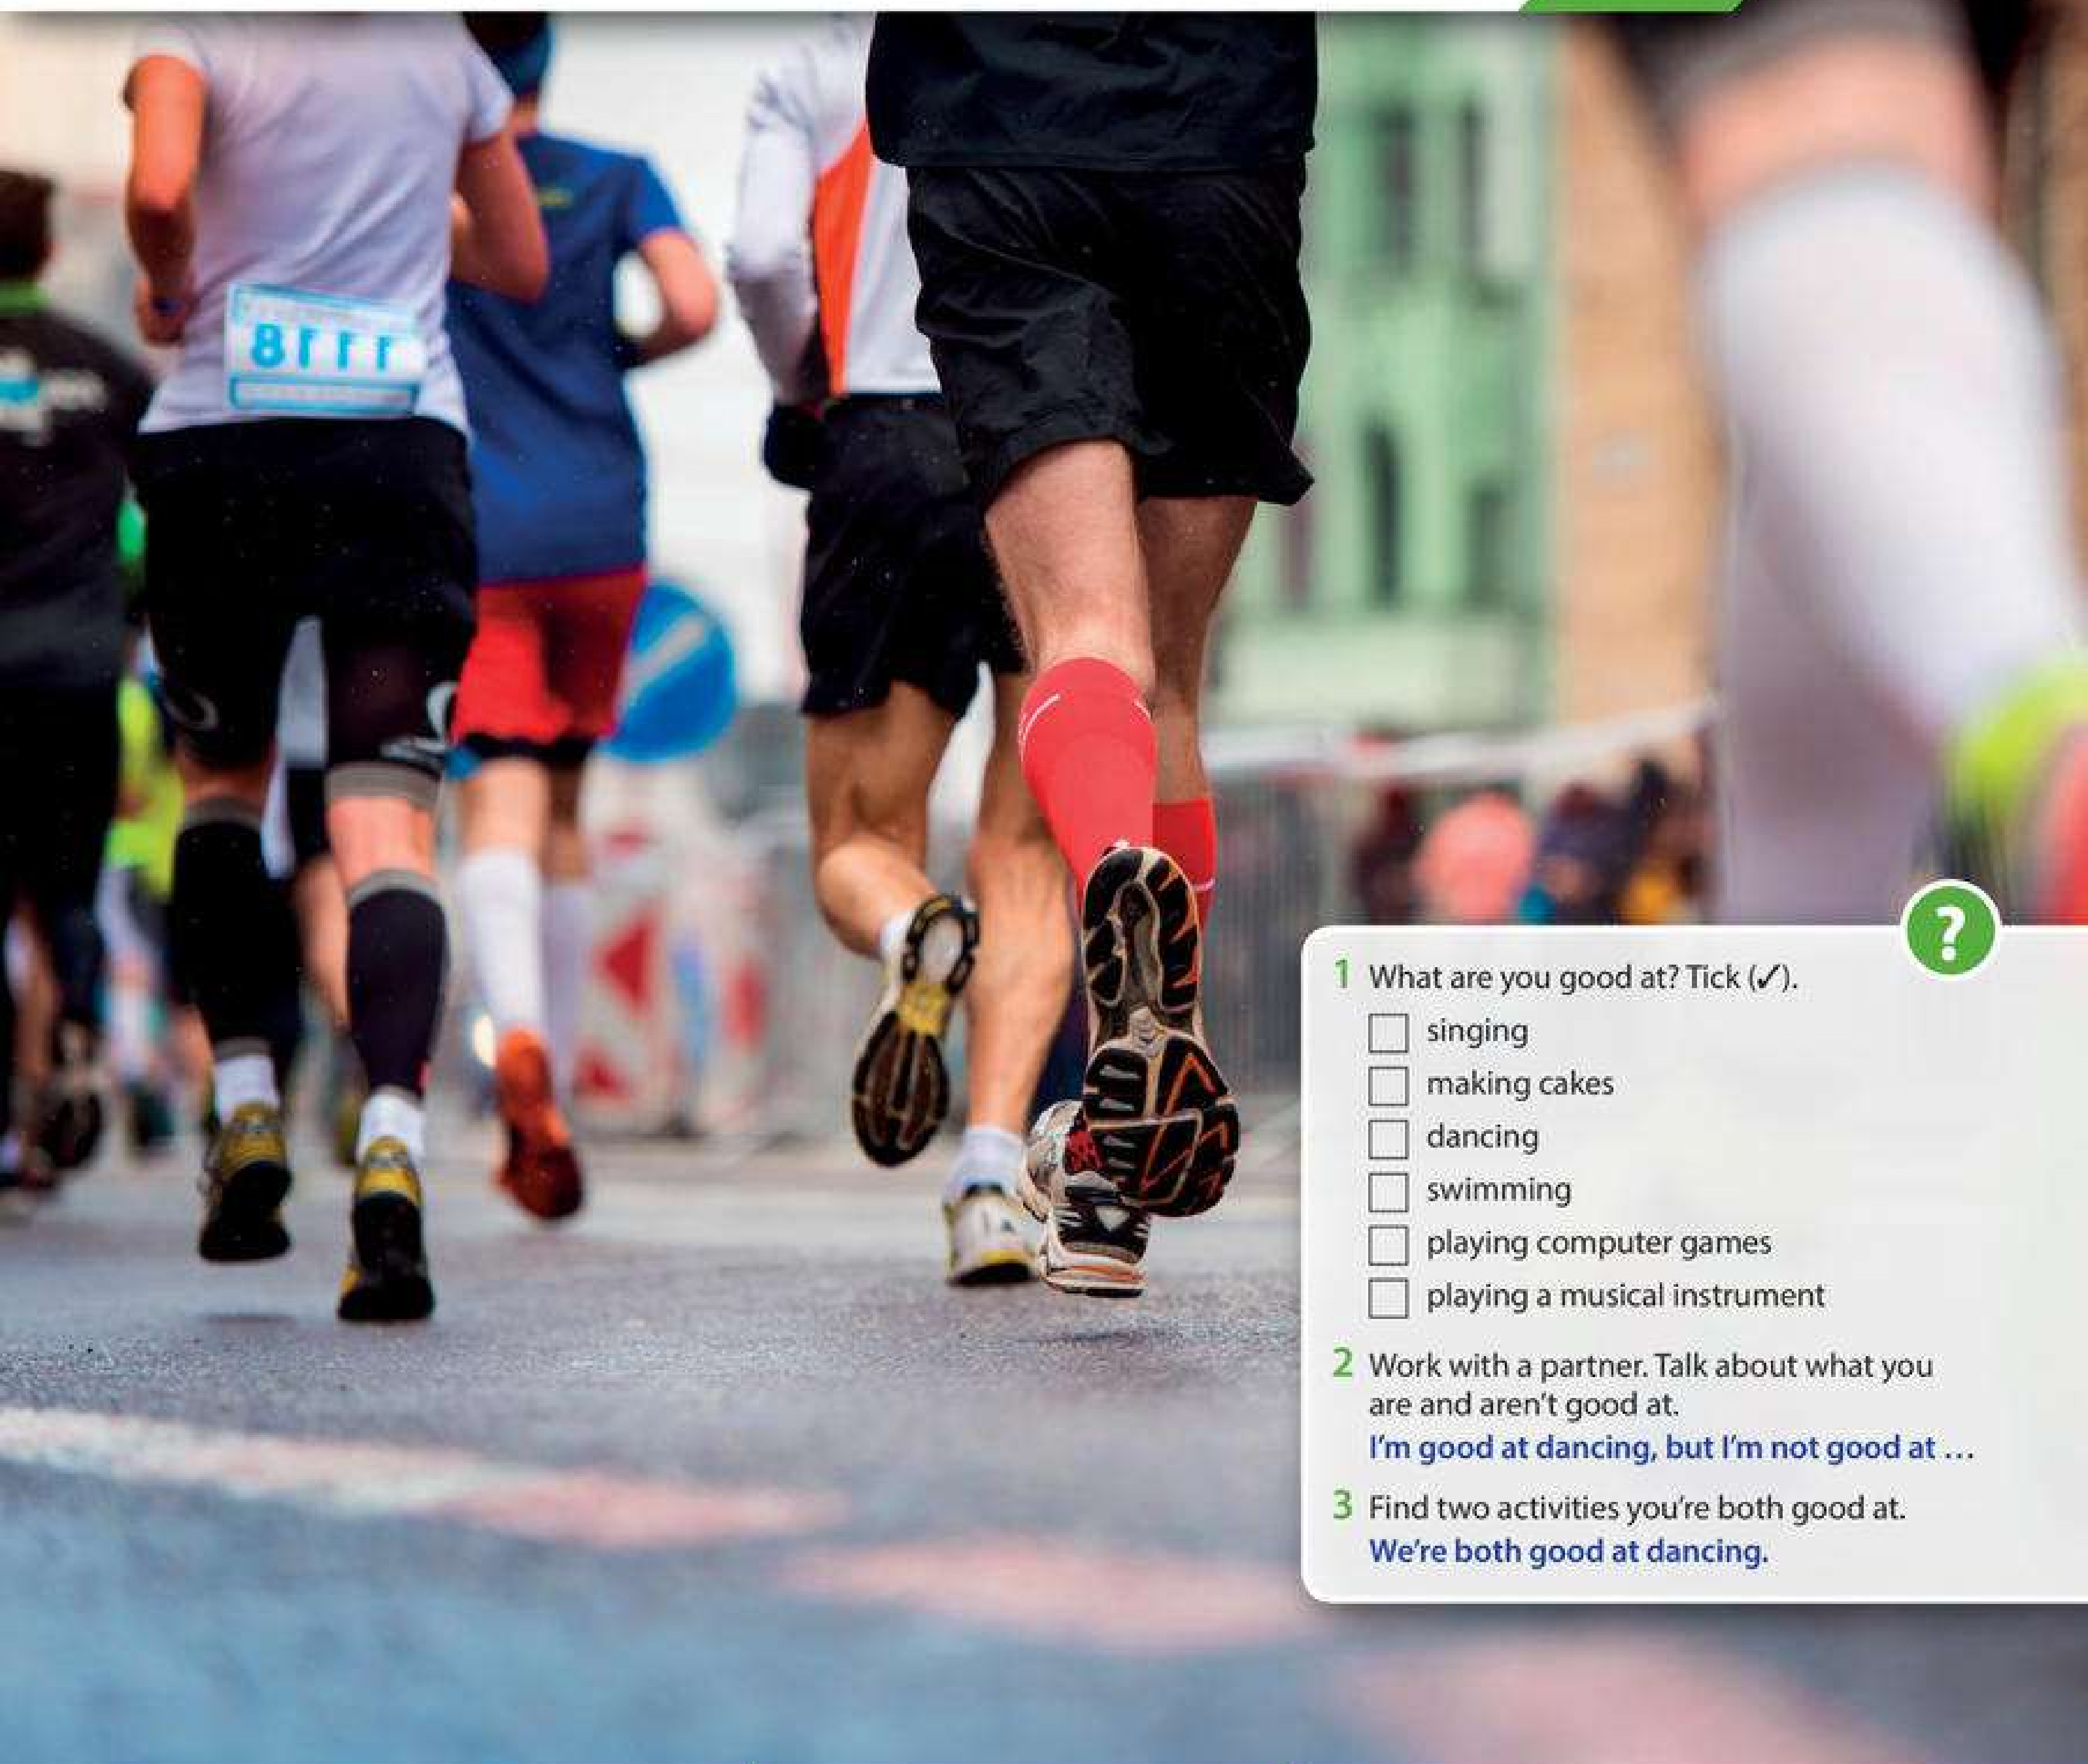 8111
?
1 What are you good at? Tick (✓).
singing
making cakes
dancing
swimming
playing computer games
playing a musical instrument
2 Work with a partner. Talk about what you
are and aren't good at.
I'm good at dancing, but I'm not good at ...
3 Find two activities you're both good at.
We're both good at dancing.